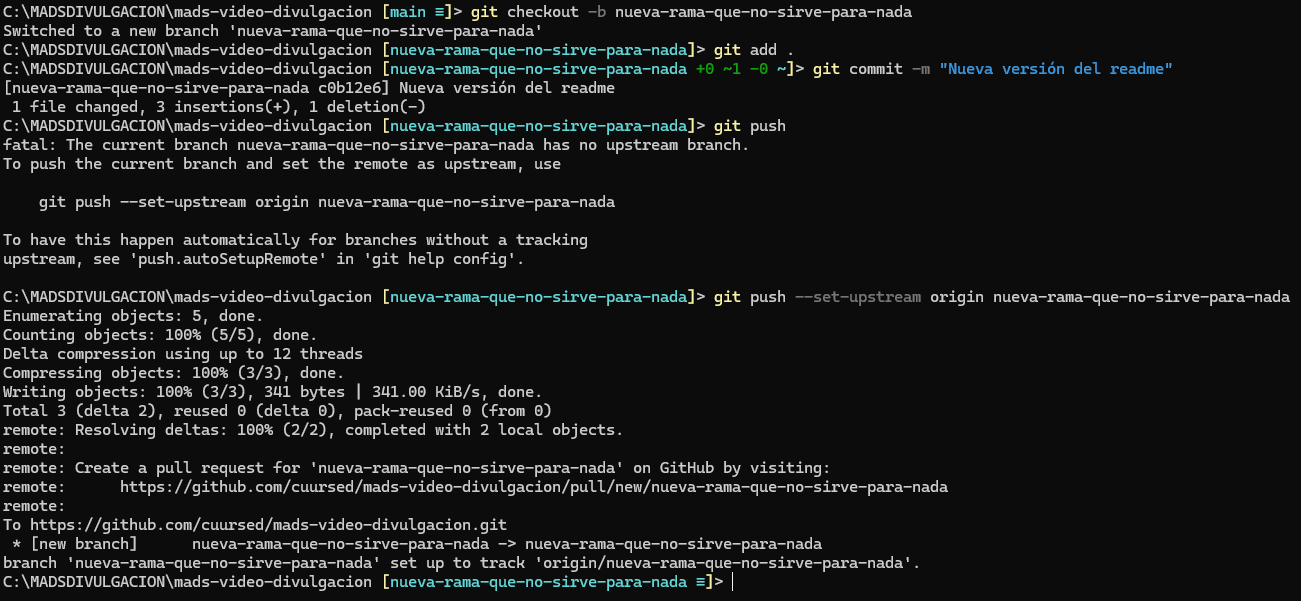 C:\MADSDIVULGACION\mads-video-divulgacion [main ≡]> git checkout -b nueva-rama-que-no-sirve-para-nada
Switched to a new branch 'nueva-rama-que-no-sirve-para-nada'
C:\MADSDIVULGACION\mads-video-divulgacion [nueva-rama-que-no-sirve-para-nada]> git add .
C:\MADSDIVULGACION\mads-video-divulgacion [nueva-rama-que-no-sirve-para-nada +0 ~1 -0 ~]> git commit -m "Nueva versión del readme"
[nueva-rama-que-no-sirve-para-nada c0b12e6] Nueva versión del readme
 1 file changed, 3 insertions(+), 1 deletion(-)
C:\MADSDIVULGACION\mads-video-divulgacion [nueva-rama-que-no-sirve-para-nada]> git push
fatal: The current branch nueva-rama-que-no-sirve-para-nada has no upstream branch.
To push the current branch and set the remote as upstream, use

    git push --set-upstream origin nueva-rama-que-no-sirve-para-nada

To have this happen automatically for branches without a tracking
upstream, see 'push.autoSetupRemote' in 'git help config'.

C:\MADSDIVULGACION\mads-video-divulgacion [nueva-rama-que-no-sirve-para-nada]> git push --set-upstream origin nueva-rama-que-no-sirve-para-nada
Enumerating objects: 5, done.
Counting objects: 100% (5/5), done.
Delta compression using up to 12 threads
Compressing objects: 100% (3/3), done.
Writing objects: 100% (3/3), 341 bytes | 341.00 KiB/s, done.
Total 3 (delta 2), reused 0 (delta 0), pack-reused 0 (from 0)
remote: Resolving deltas: 100% (2/2), completed with 2 local objects.
remote:
remote: Create a pull request for 'nueva-rama-que-no-sirve-para-nada' on GitHub by visiting:
remote:      https://github.com/cuursed/mads-video-divulgacion/pull/new/nueva-rama-que-no-sirve-para-nada
remote:
To https://github.com/cuursed/mads-video-divulgacion.git
 * [new branch]      nueva-rama-que-no-sirve-para-nada -> nueva-rama-que-no-sirve-para-nada
branch 'nueva-rama-que-no-sirve-para-nada' set up to track 'origin/nueva-rama-que-no-sirve-para-nada'.
C:\MADSDIVULGACION\mads-video-divulgacion [nueva-rama-que-no-sirve-para-nada ≡]>